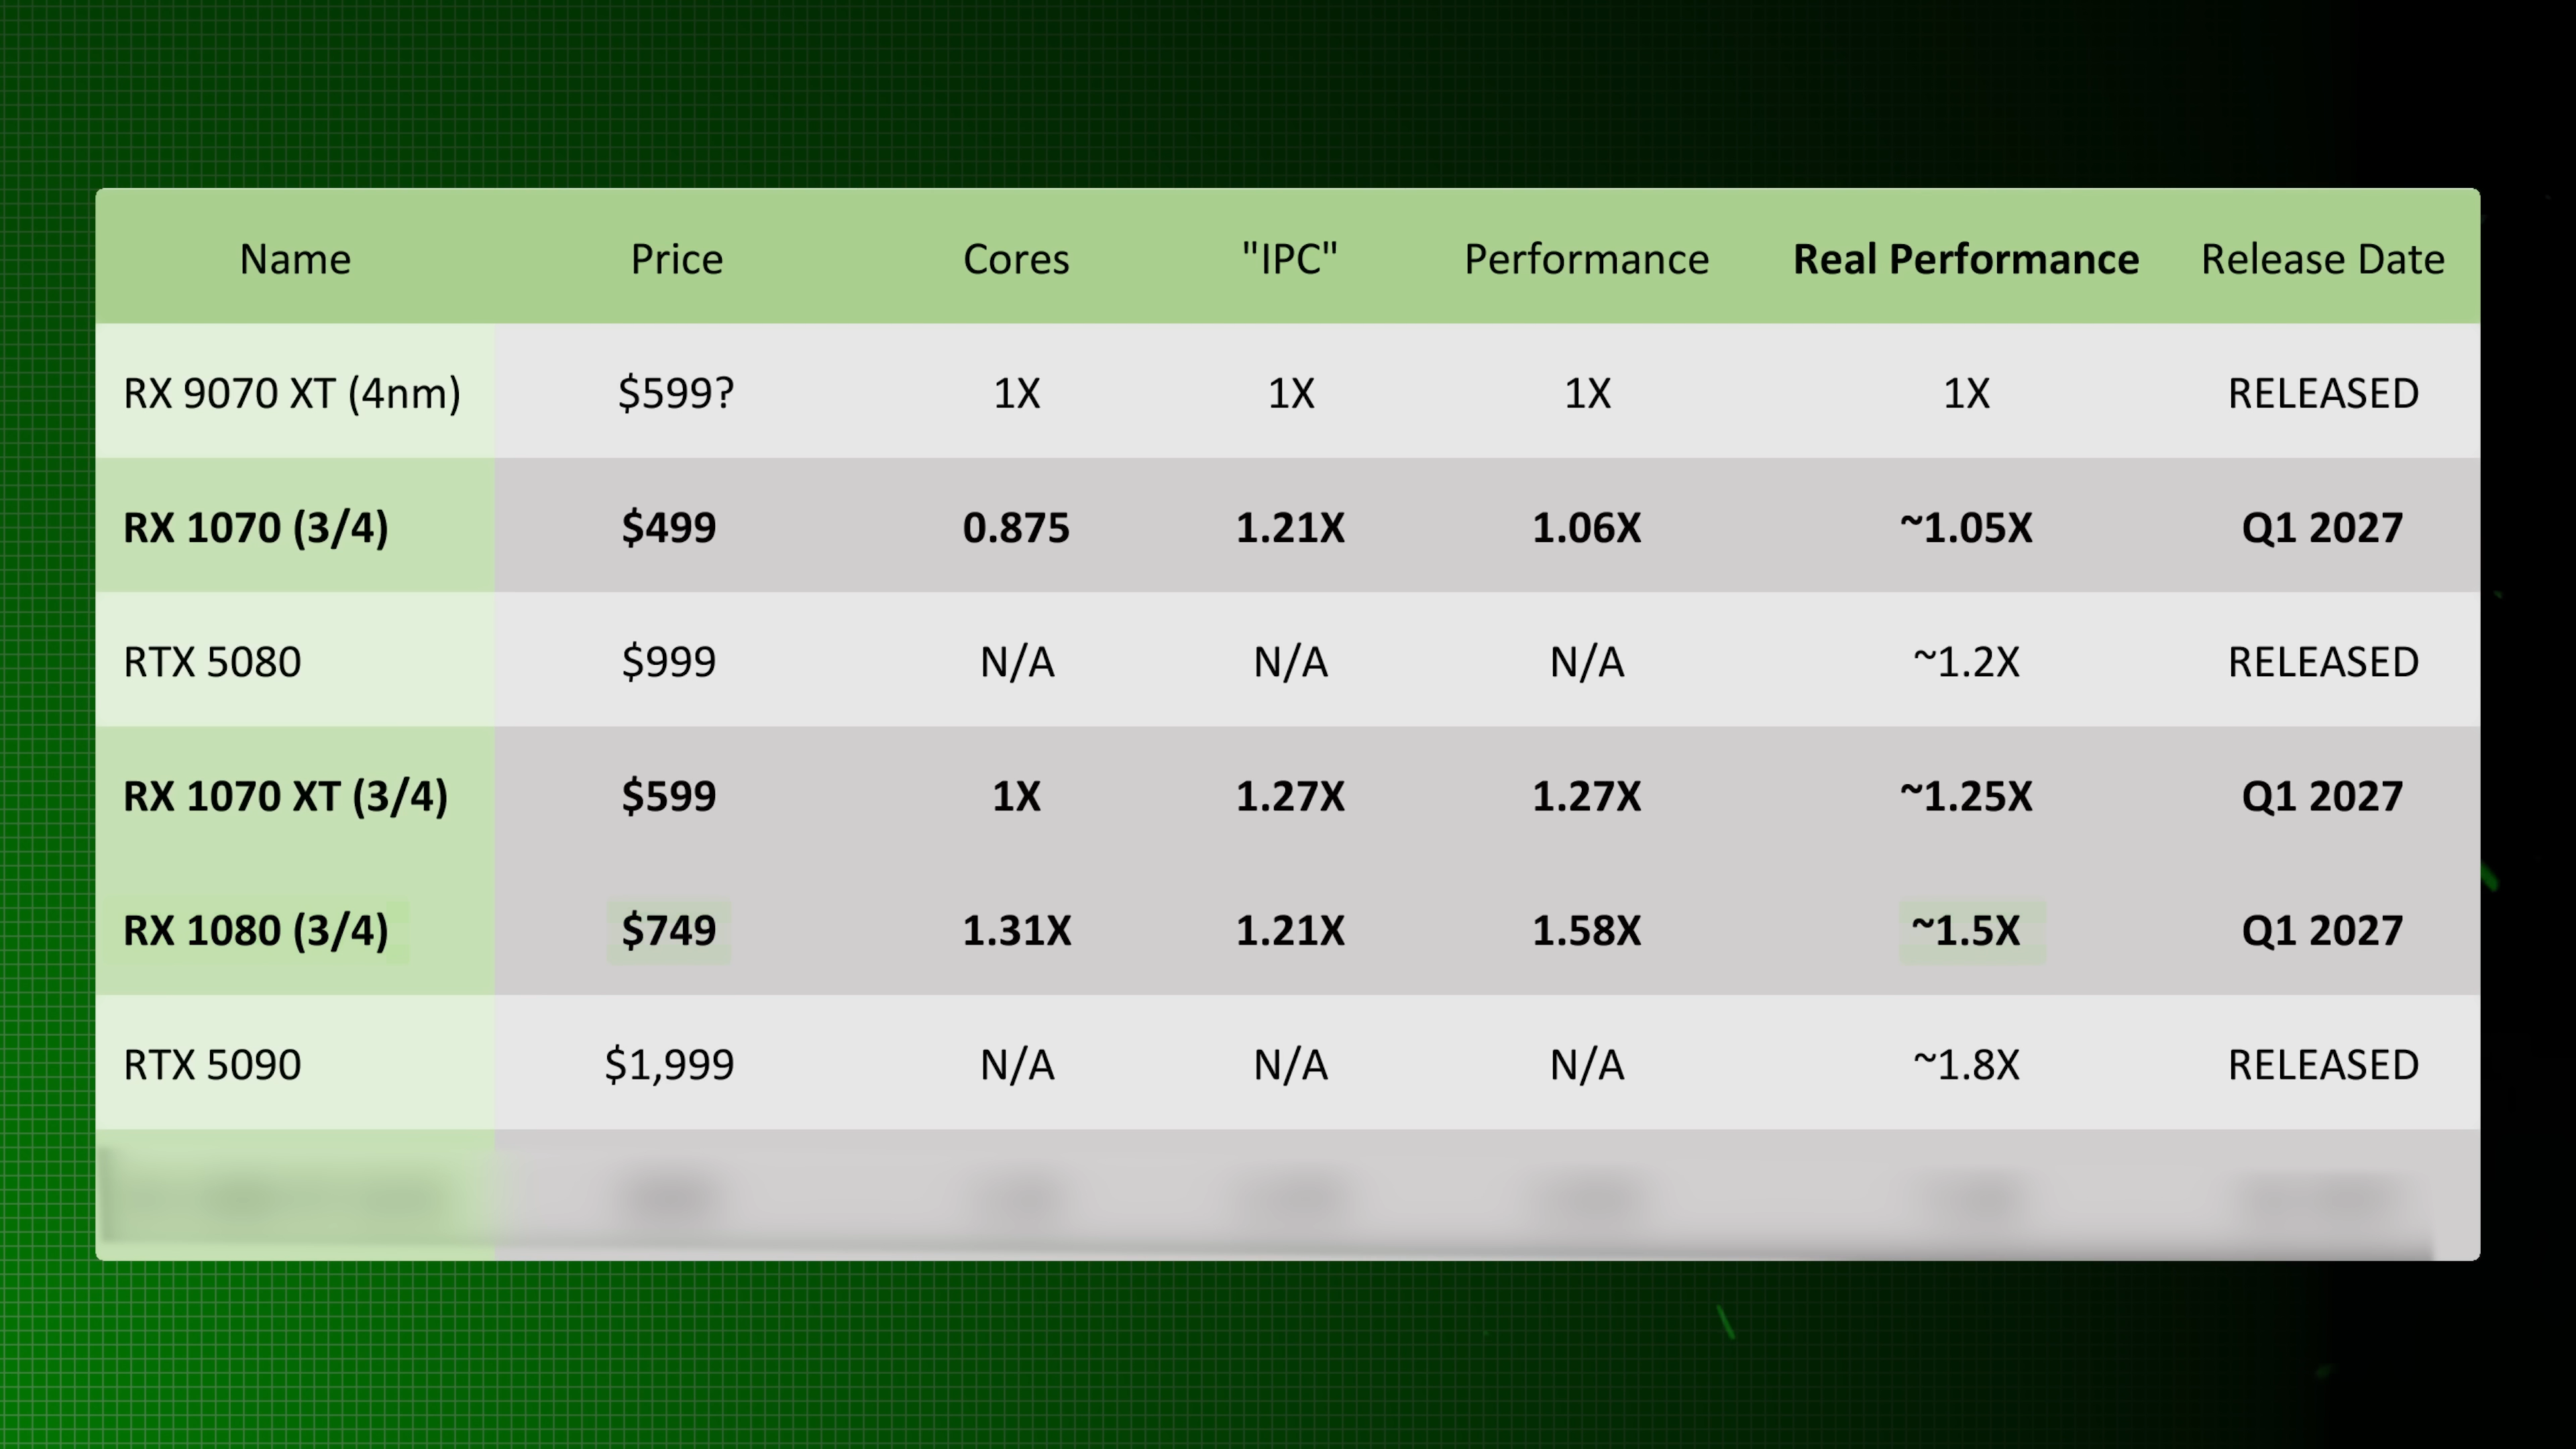 Name Price Cores "IPC" Performance Real Performance Release Date
RX 9070 XT (4nm) $599? 1X 1X 1X 1X RELEASED
RX 1070 (3/4) $499 0.875 1.21X 1.06X ~1.05X Q1 2027
RTX 5080 $999 N/A N/A N/A ~1.2X RELEASED
RX 1070 XT (3/4) $599 1X 1.27X 1.27X ~1.25X Q1 2027
RX 1080 (3/4) $749 1.31X 1.21X 1.58X ~1.5X Q1 2027
RTX 5090 $1,999 N/A N/A N/A ~1.8X RELEASED